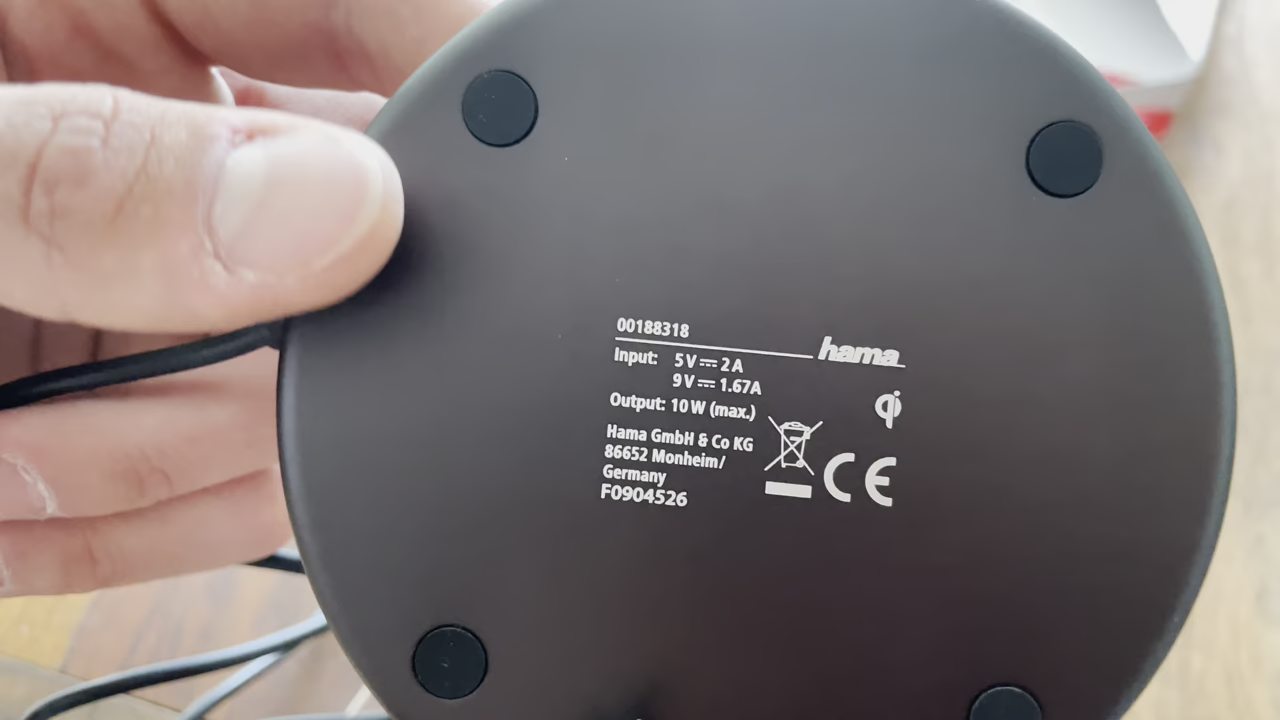 00188318
hama
Input: 5 V ⎓ 2 A
9 V ⎓ 1.67A
Output: 10 W (max.)
qi
Hama GmbH & Co KG
86652 Monheim/
Germany
F0904526
CE